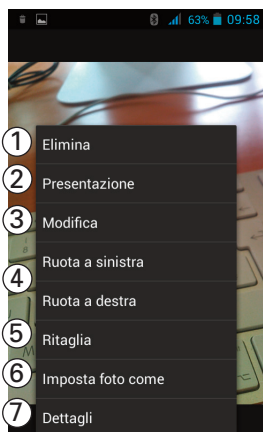 63% 09:58
1 Elimina
2 Presentazione
3 Modifica
Ruota a sinistra
4
Ruota a destra
5 Ritaglia
6 Imposta foto come
7 Dettagli